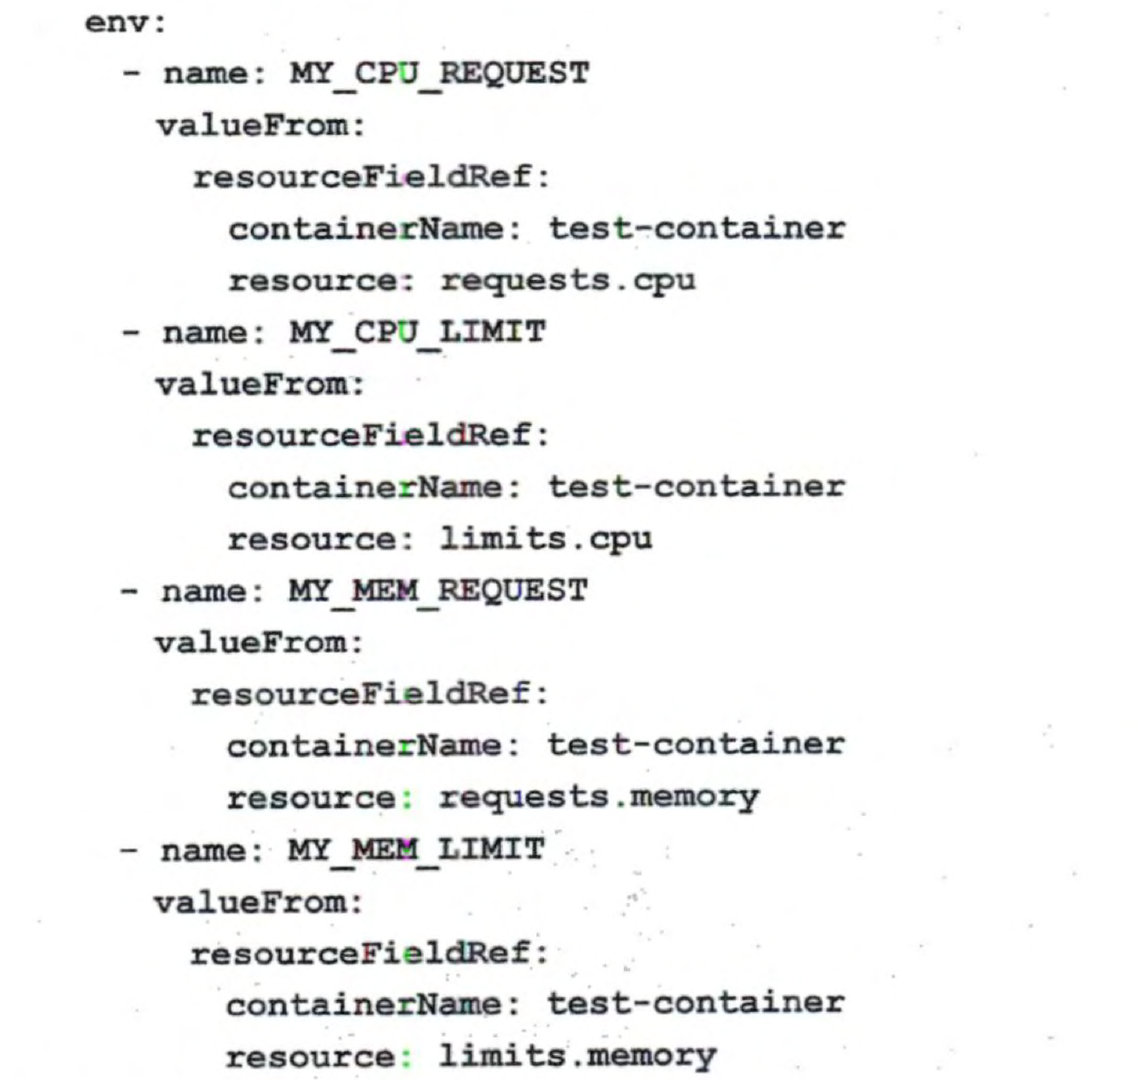 env:
- name: MY_CPU_REQUEST
valueFrom:
resourceFieldRef:
containerName: test-container
resource: requests.cpu
- name: MY_CPU_LIMIT
valueFrom:
resourceFieldRef:
containerName: test-container
resource: limits.cpu
- name: MY_MEM_REQUEST
valueFrom:
resourceFieldRef:
containerName: test-container
resource: requests.memory
- name: MY_MEM_LIMIT
valueFrom:
resourceFieldRef:
containerName: test-container
resource: limits.memory